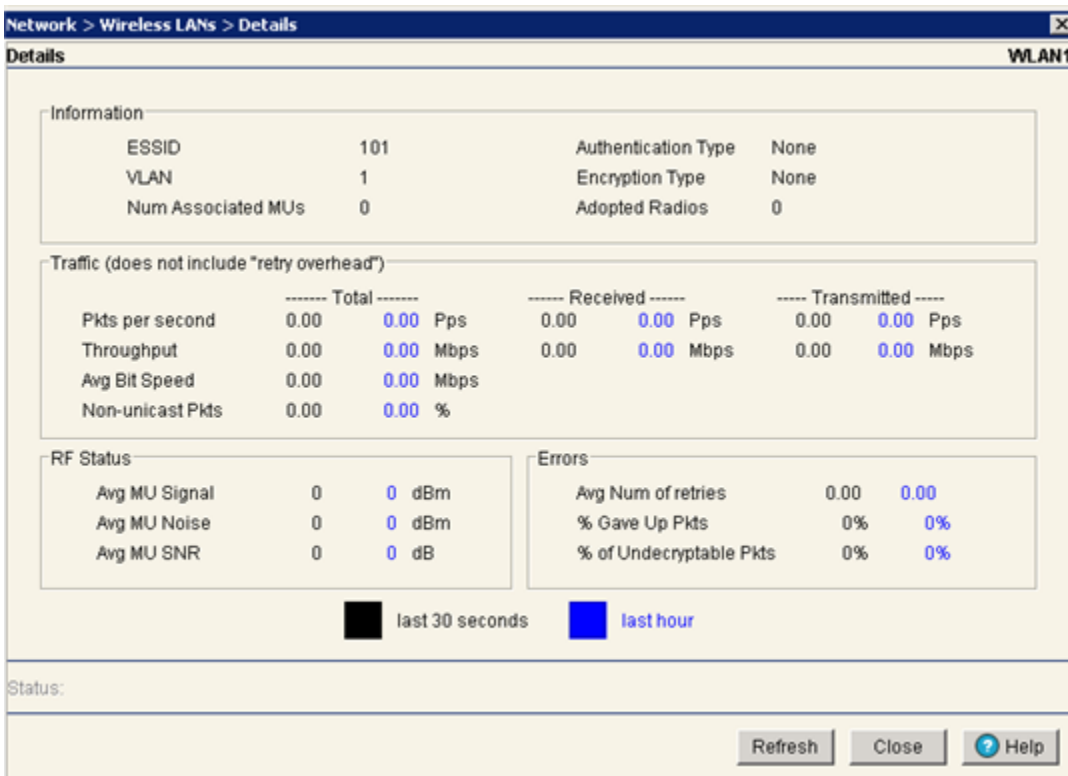 Network > Wireless LANs > Details
Details WLAN1
Information
ESSID 101 Authentication Type None
VLAN 1 Encryption Type None
Num Associated MUs 0 Adopted Radios 0
Traffic (does not include "retry overhead")
------- Total ------- ------ Received ------ ----- Transmitted -----
Pkts per second 0.00 0.00 Pps 0.00 0.00 Pps 0.00 0.00 Pps
Throughput 0.00 0.00 Mbps 0.00 0.00 Mbps 0.00 0.00 Mbps
Avg Bit Speed 0.00 0.00 Mbps
Non-unicast Pkts 0.00 0.00 %
RF Status
Avg MU Signal 0 0 dBm
Avg MU Noise 0 0 dBm
Avg MU SNR 0 0 dB
Errors
Avg Num of retries 0.00 0.00
% Gave Up Pkts 0% 0%
% of Undecryptable Pkts 0% 0%
last 30 seconds last hour
Status:
Refresh Close ? Help